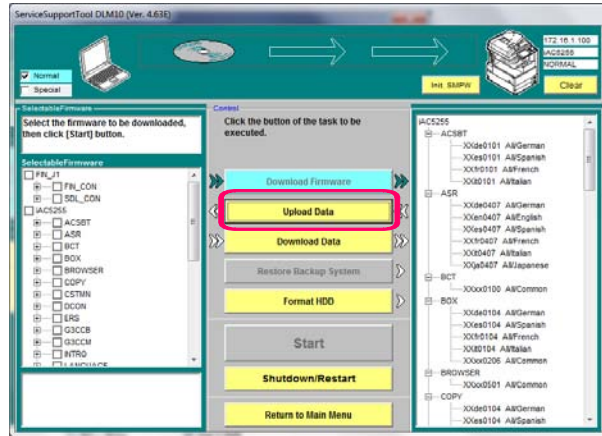 ServiceSupportTool DLM10 (Ver. 4.63E)
172.16.1.100
iAC5255
NORMAL
Normal
Special
Init. SMPW
Clear
SelectableFirmware
Select the firmware to be downloaded,
then click [Start] button.
SelectableFirmware
FIN_J1
FIN_CON
SDL_CON
iAC5255
ACSBT
ASR
BCT
BOX
BROWSER
COPY
CSTMN
DCON
ERS
G3CCB
G3CCM
INTRO
LANGUAGE
Control
Click the button of the task to be
executed.
Download Firmware
Upload Data
Download Data
Restore Backup System
Format HDD
Start
Shutdown/Restart
Return to Main Menu
iAC5255
ACSBT
XXde0101 All/German
XXes0101 All/Spanish
XXfr0101 All/French
XXit0101 All/Italian
ASR
XXde0407 All/German
XXen0407 All/English
XXes0407 All/Spanish
XXfr0407 All/French
XXit0407 All/Italian
XXja0407 All/Japanese
BCT
XXxx0100 All/Common
BOX
XXde0104 All/German
XXes0104 All/Spanish
XXfr0104 All/French
XXit0104 All/Italian
XXxx0206 All/Common
BROWSER
XXxx0501 All/Common
COPY
XXde0104 All/German
XXes0104 All/Spanish